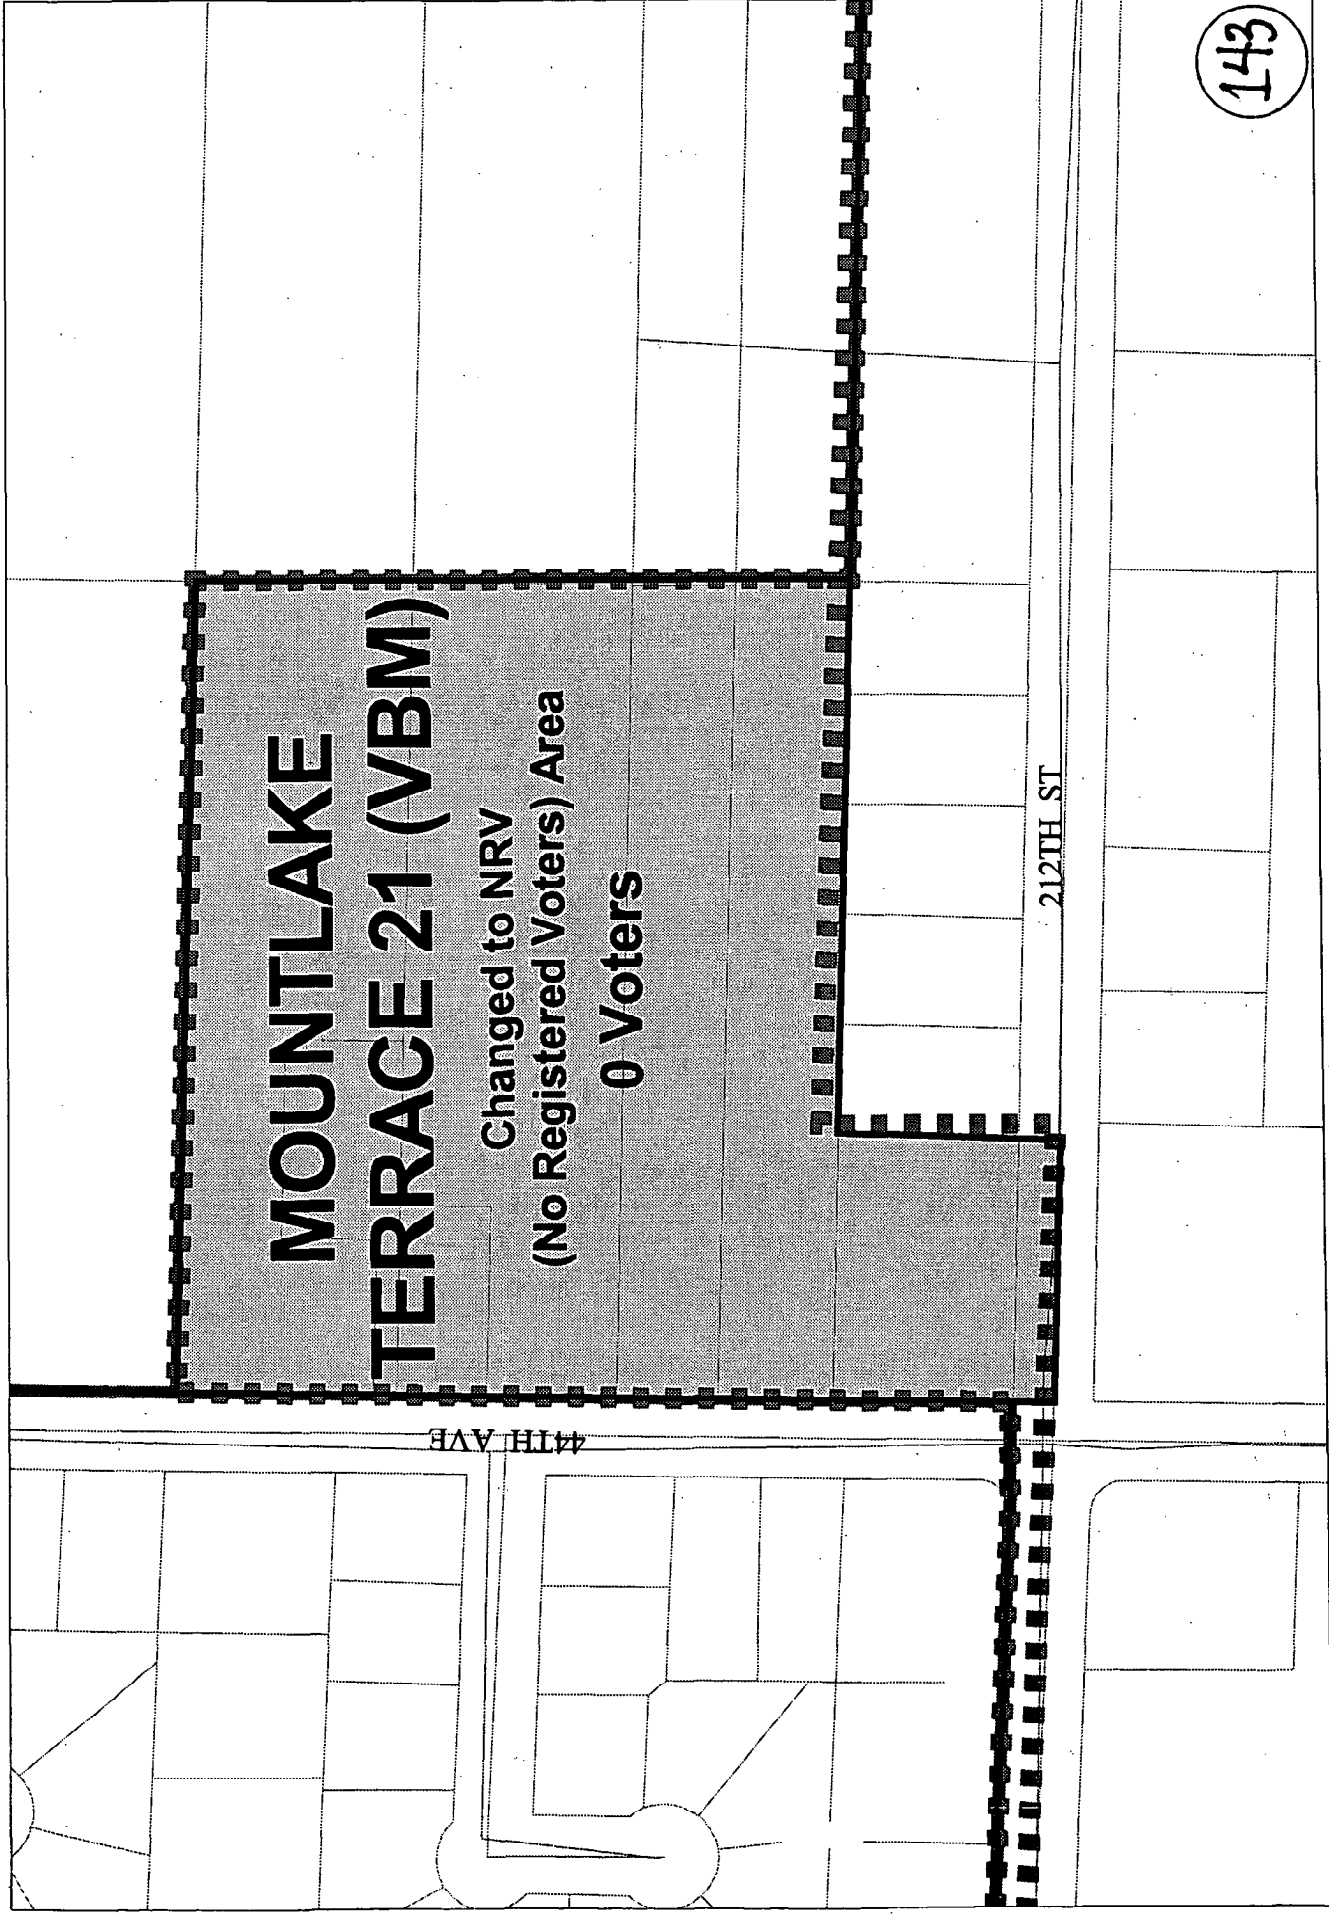 143
MOUNTLAKE
TERRACE 21 (VBM)
Changed to NRV
(No Registered Voters) Area
0 Voters
212TH ST
44TH AVE